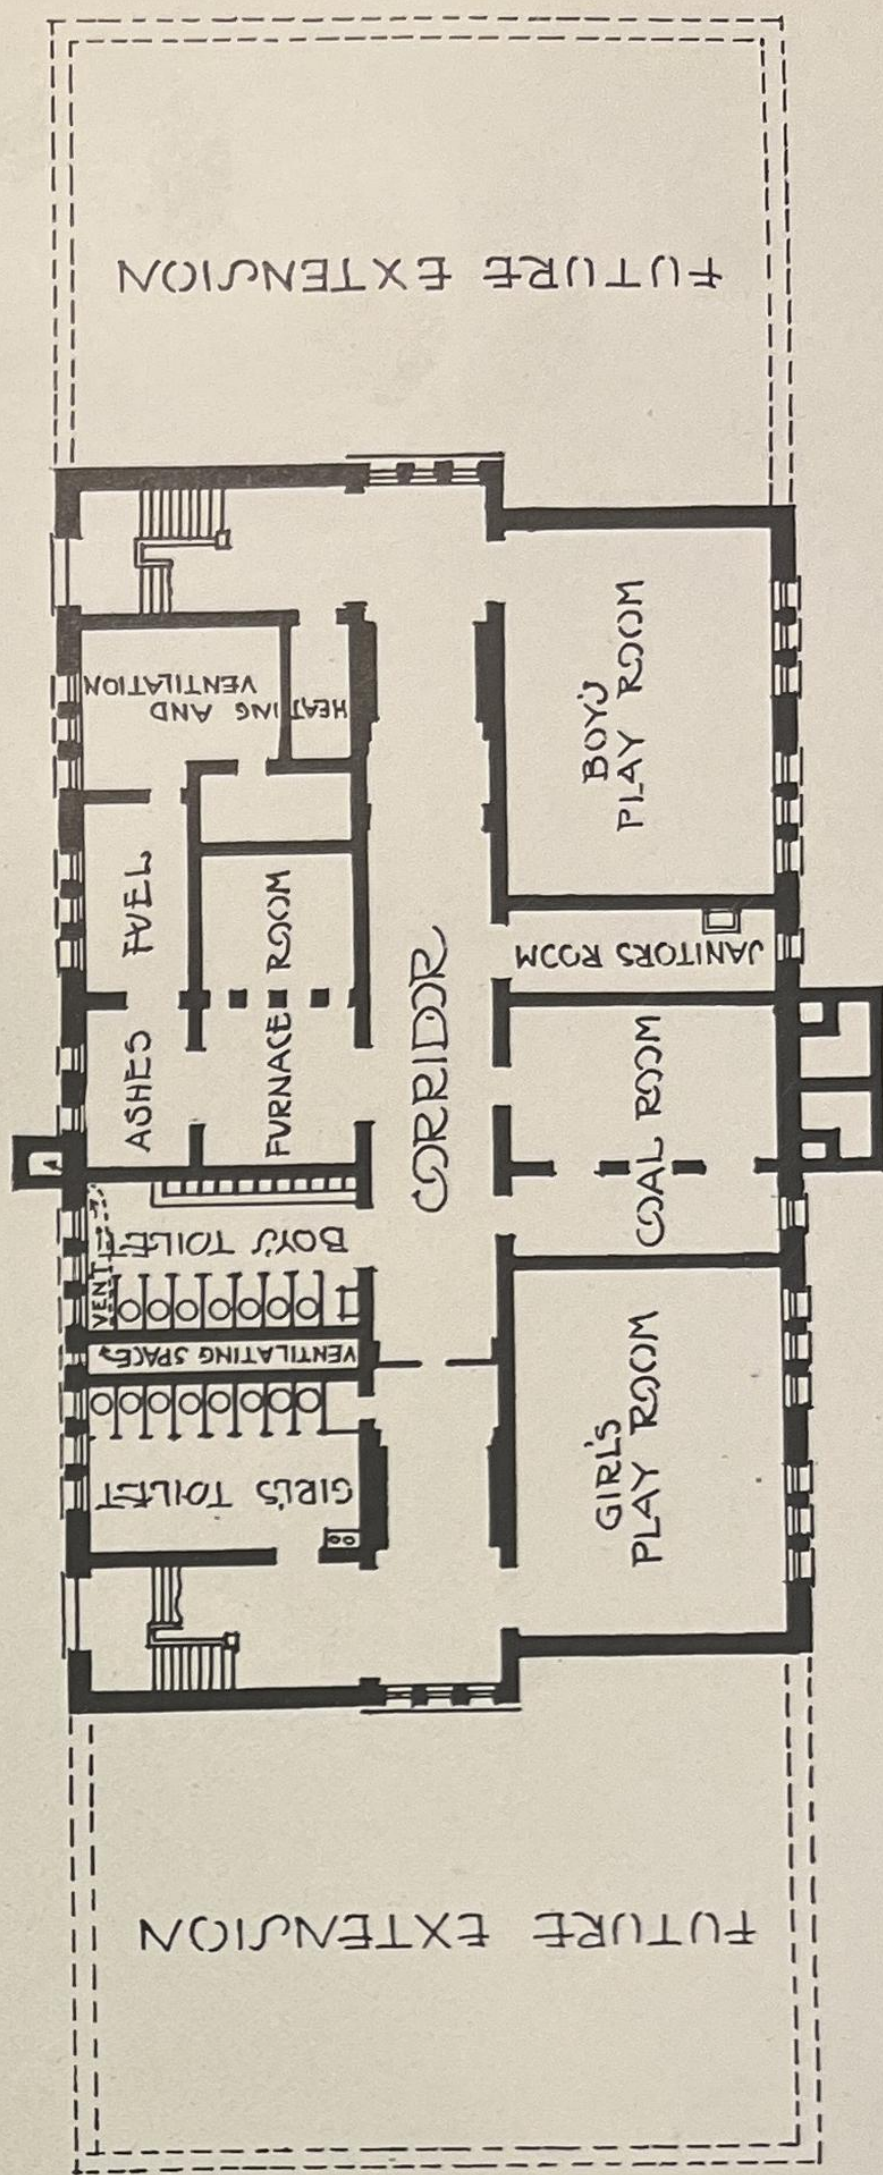 FUTURE EXTENSION
HEATING AND
VENTILATION
BOY'S
PLAY ROOM
FUEL
FURNACE ROOM
JANITORS ROOM
ASHES
CORRIDOR
COAL ROOM
BOY'S TOILET
VENT
VENTILATING SPACE
GIRL'S TOILET
GIRL'S
PLAY ROOM
FUTURE EXTENSION